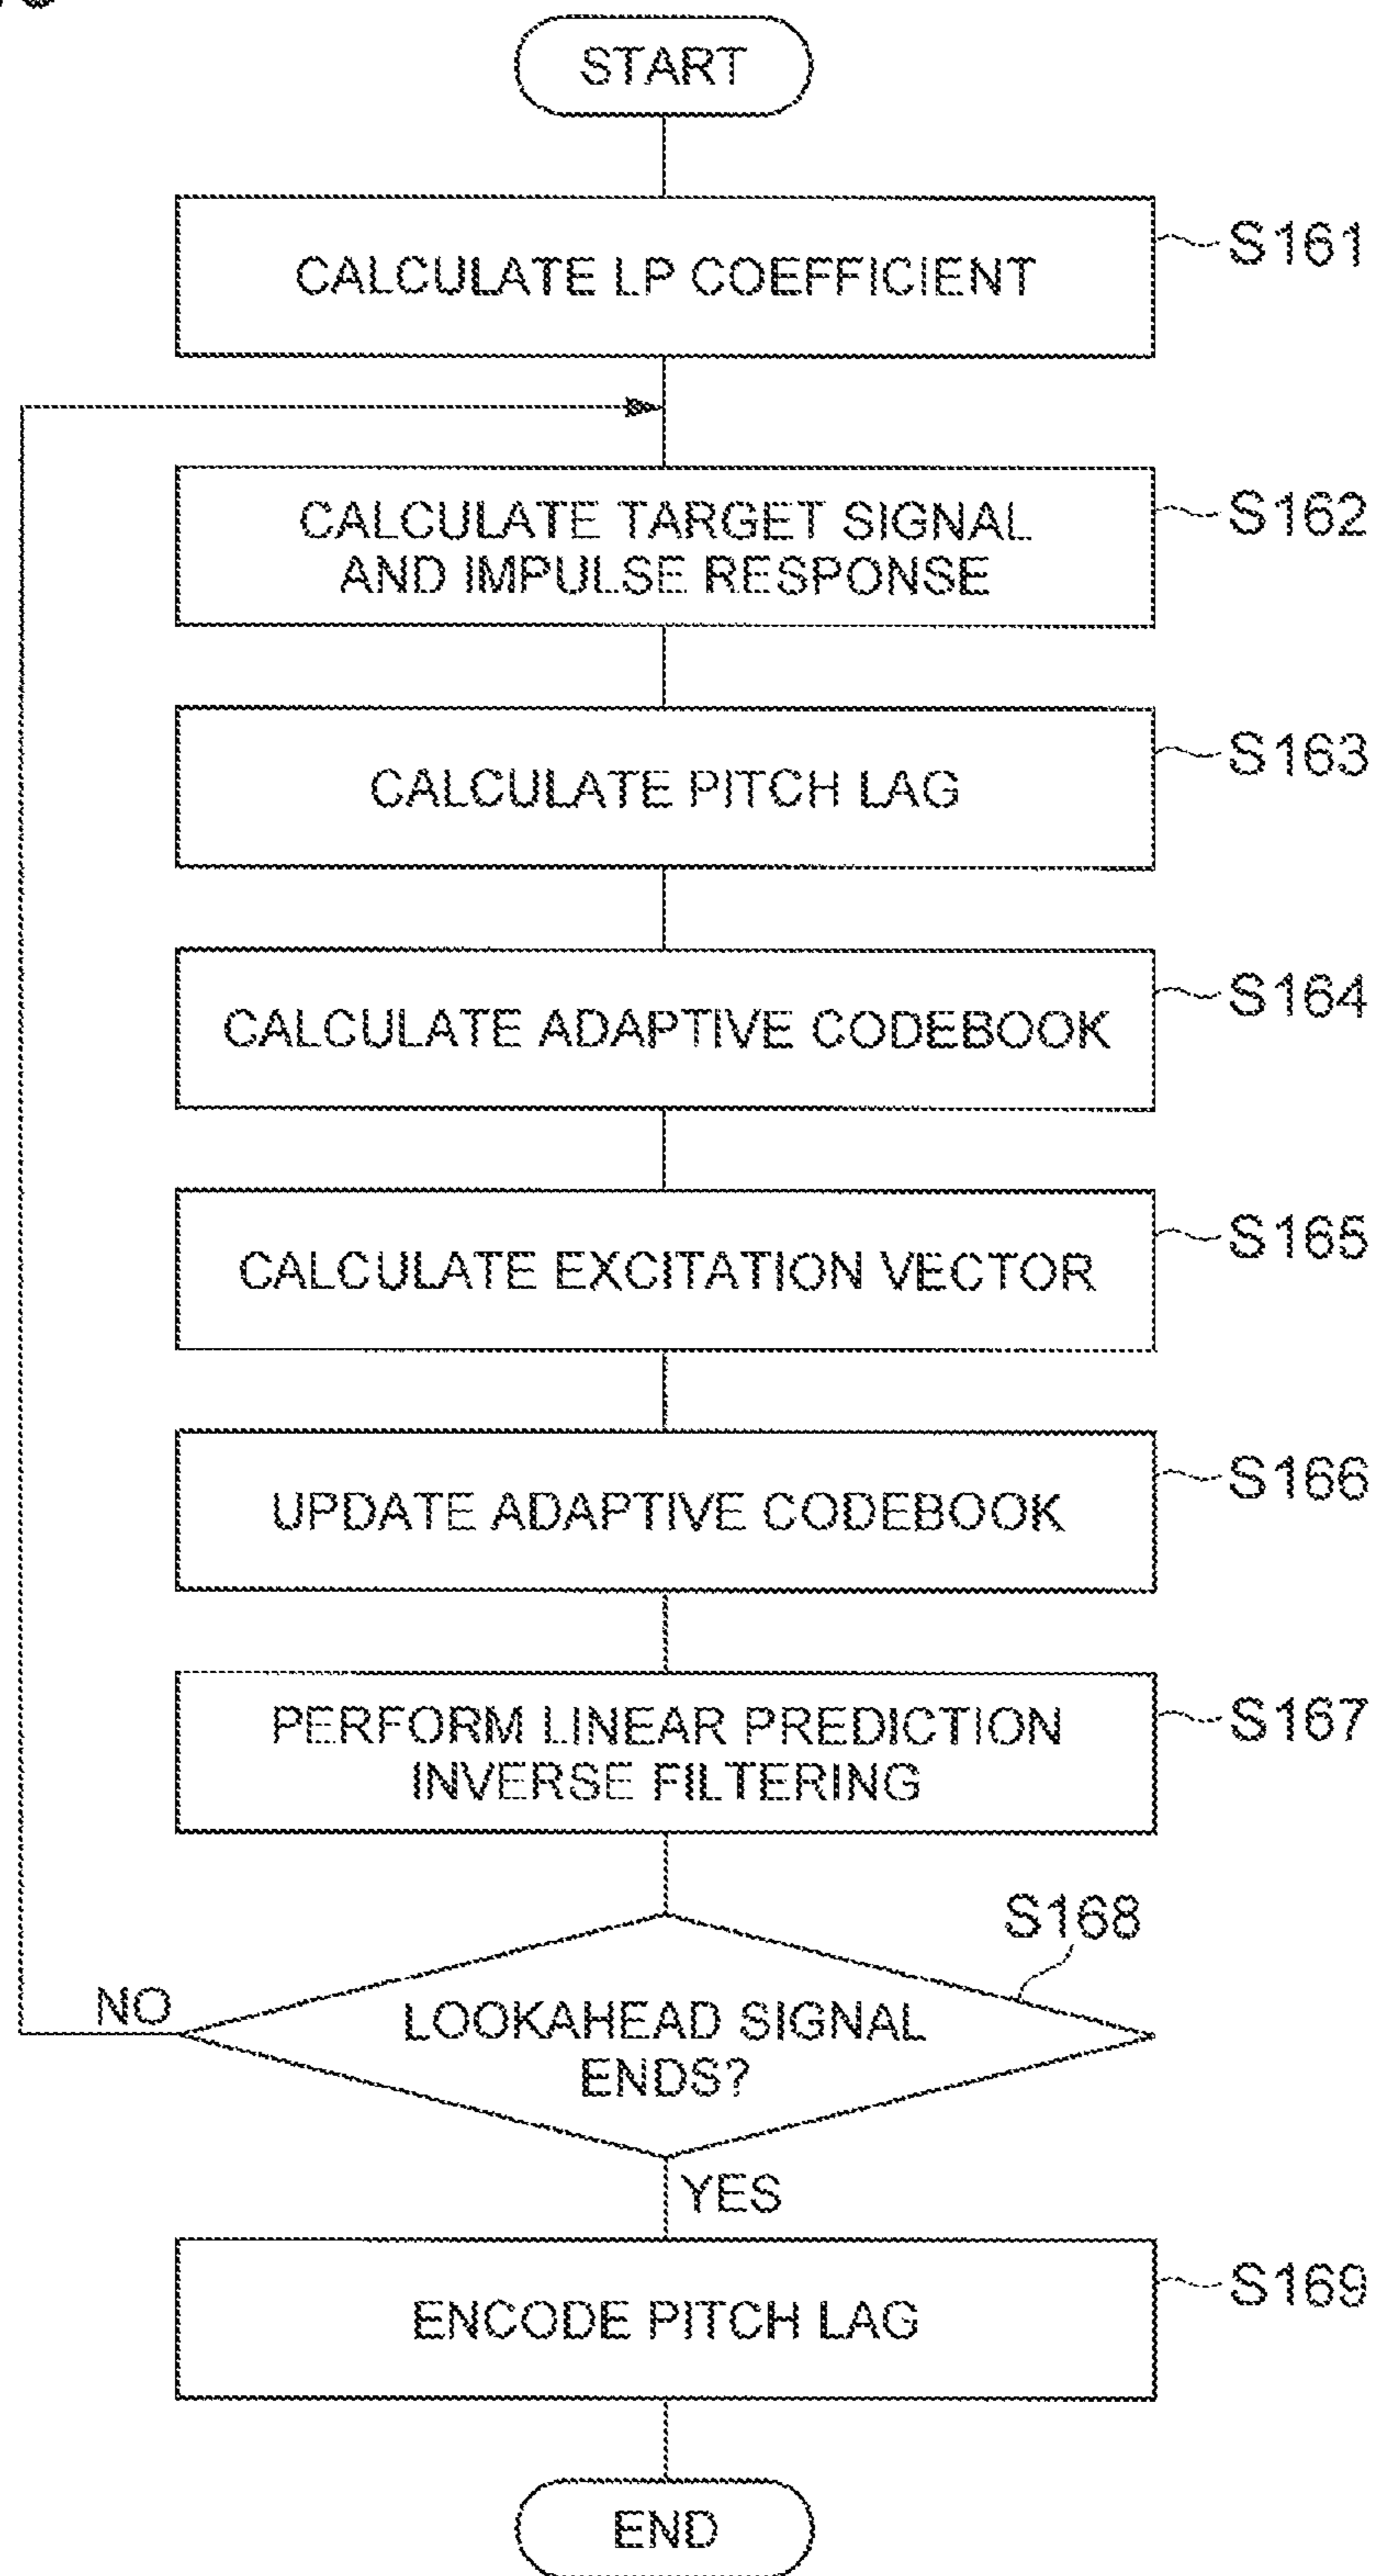 START
CALCULATE LP COEFFICIENT
S161
CALCULATE TARGET SIGNAL
AND IMPULSE RESPONSE
S162
CALCULATE PITCH LAG
S163
CALCULATE ADAPTIVE CODEBOOK
S164
CALCULATE EXCITATION VECTOR
S165
UPDATE ADAPTIVE CODEBOOK
S166
PERFORM LINEAR PREDICTION
INVERSE FILTERING
S167
S168
NO
LOOKAHEAD SIGNAL
ENDS?
YES
ENCODE PITCH LAG
S169
END